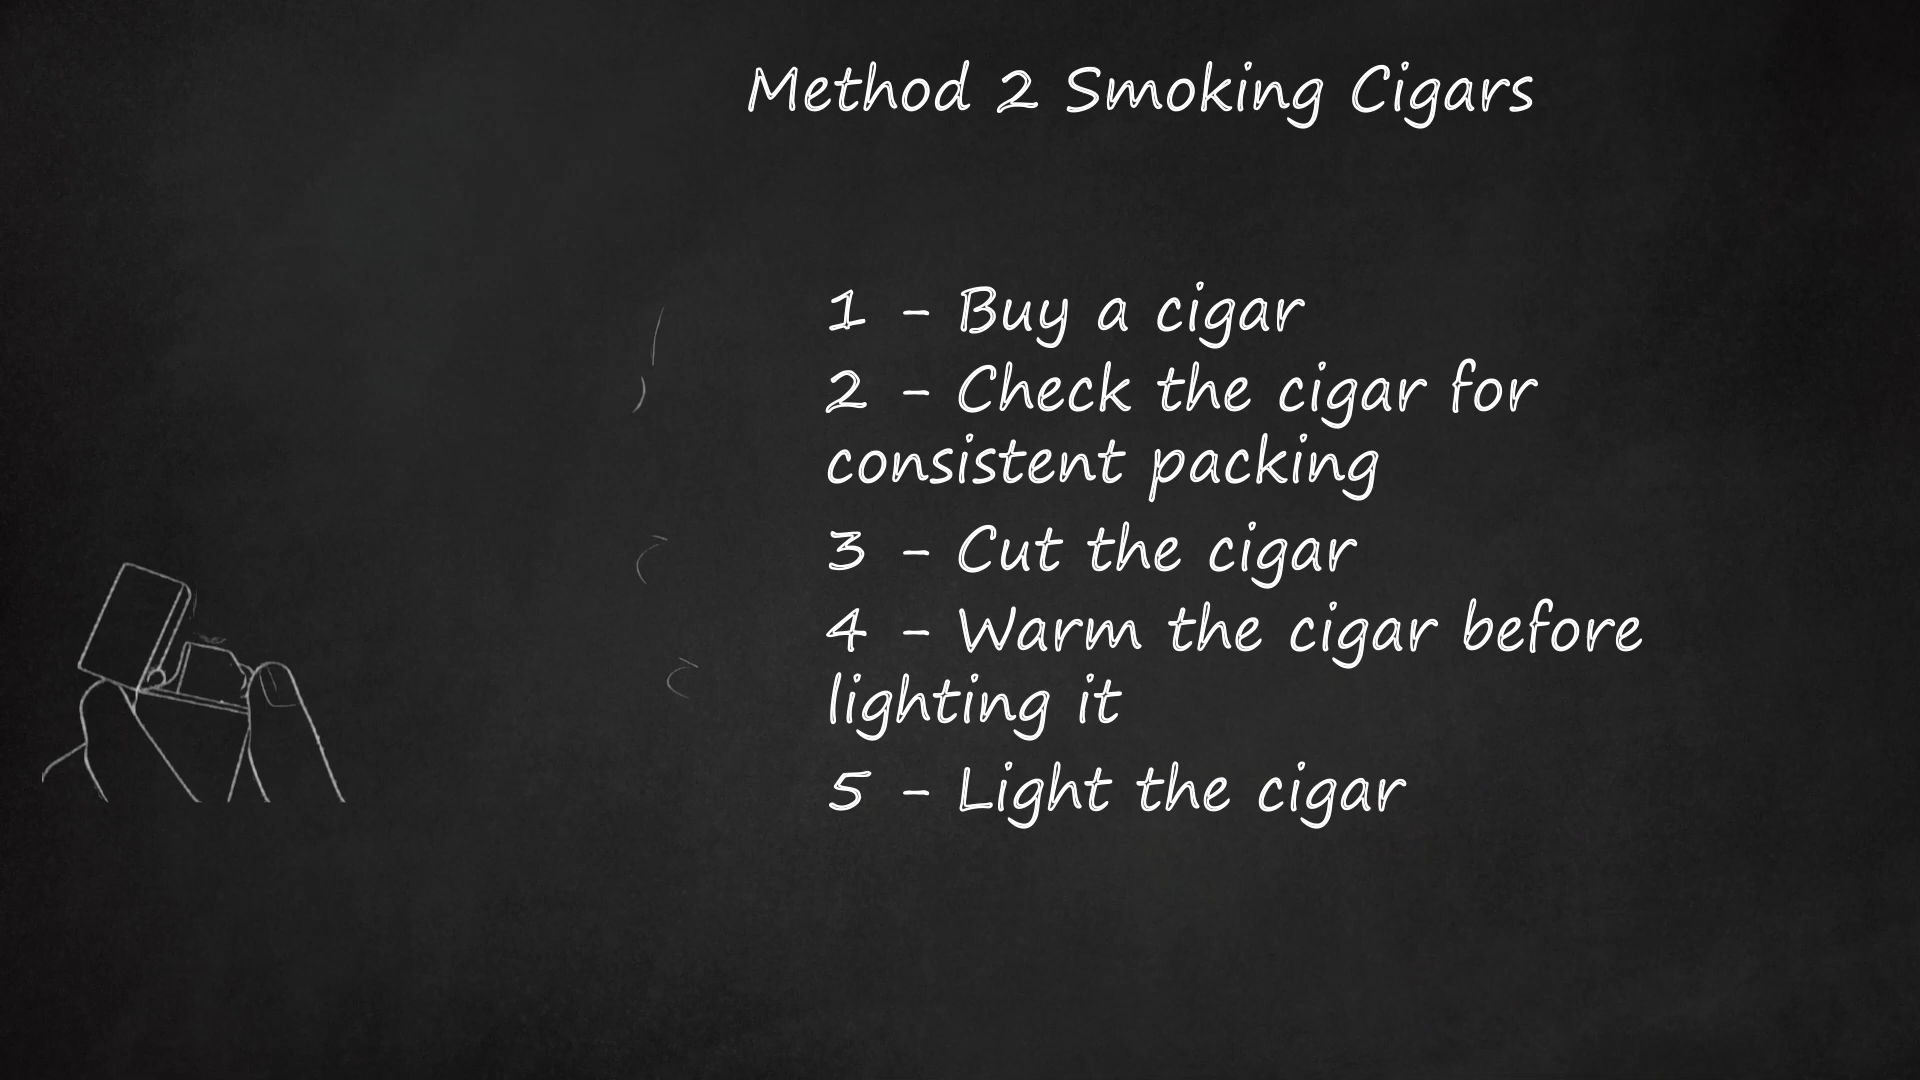 Method 2 Smoking Cigars
1 - Buy a cigar
2 - Check the cigar for
consistent packing
3 - Cut the cigar
4 - Warm the cigar before
lighting it
5 - Light the cigar